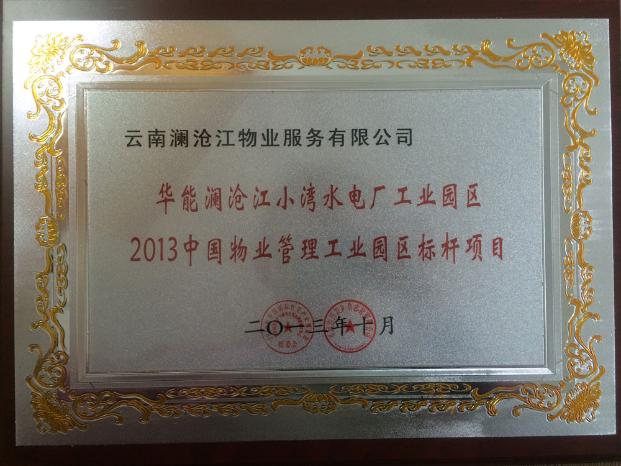 云南澜沧江物业服务有限公司
华能澜沧江小湾水电厂工业园区
2013中国物业管理工业园区标杆项目
二〇一三年十月